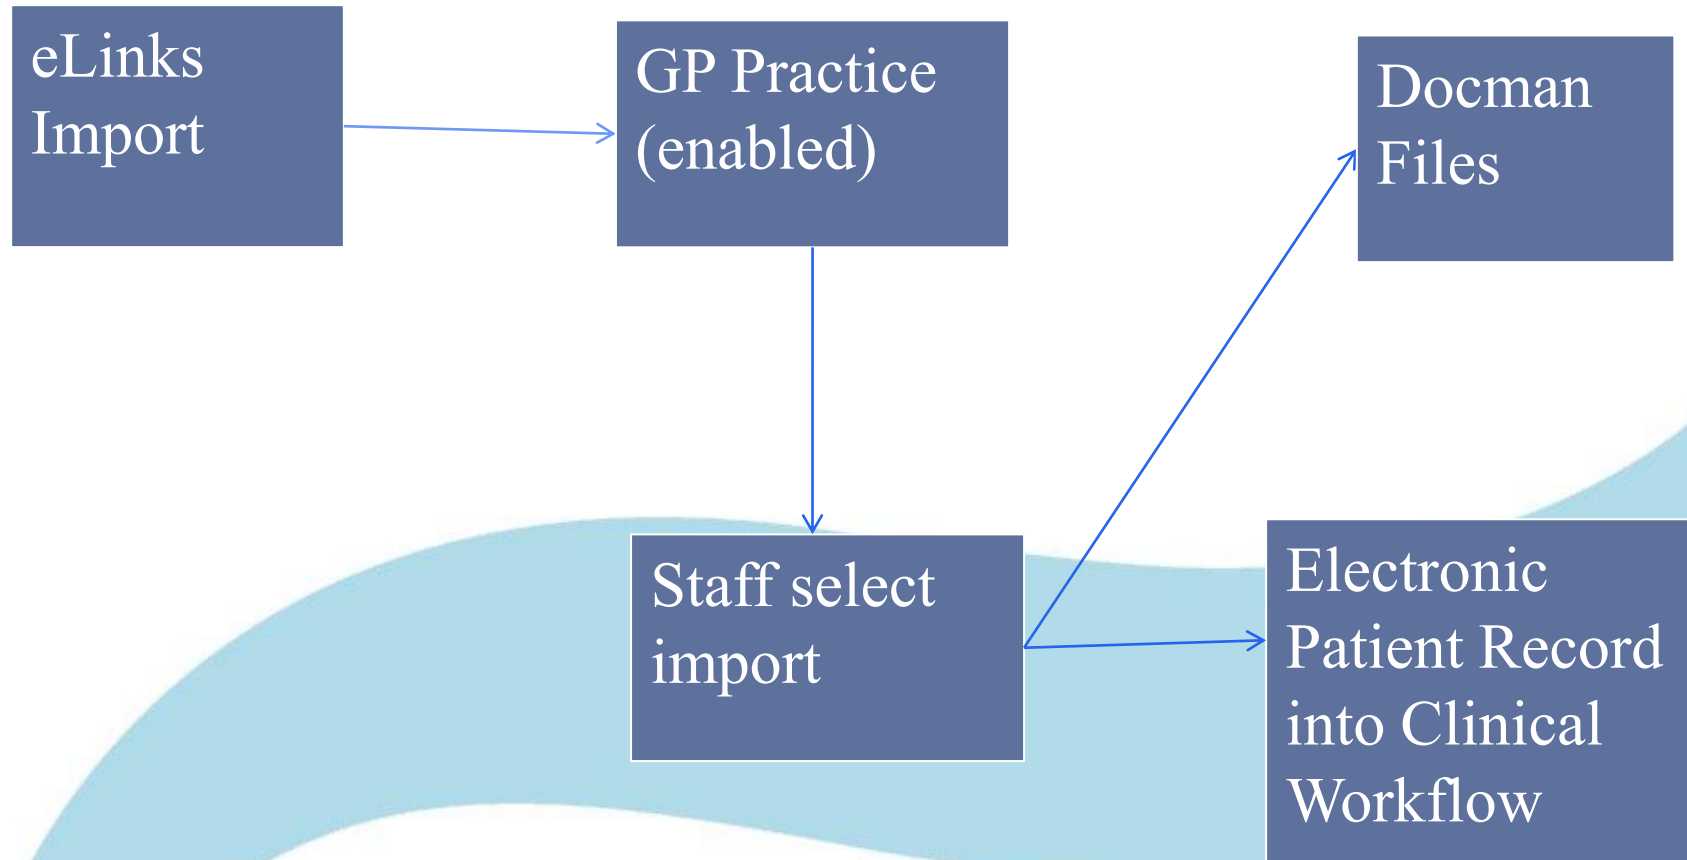 eLinks
Import
GP Practice
(enabled)
Docman
Files
Staff select
import
Electronic
Patient Record
into Clinical
Workflow